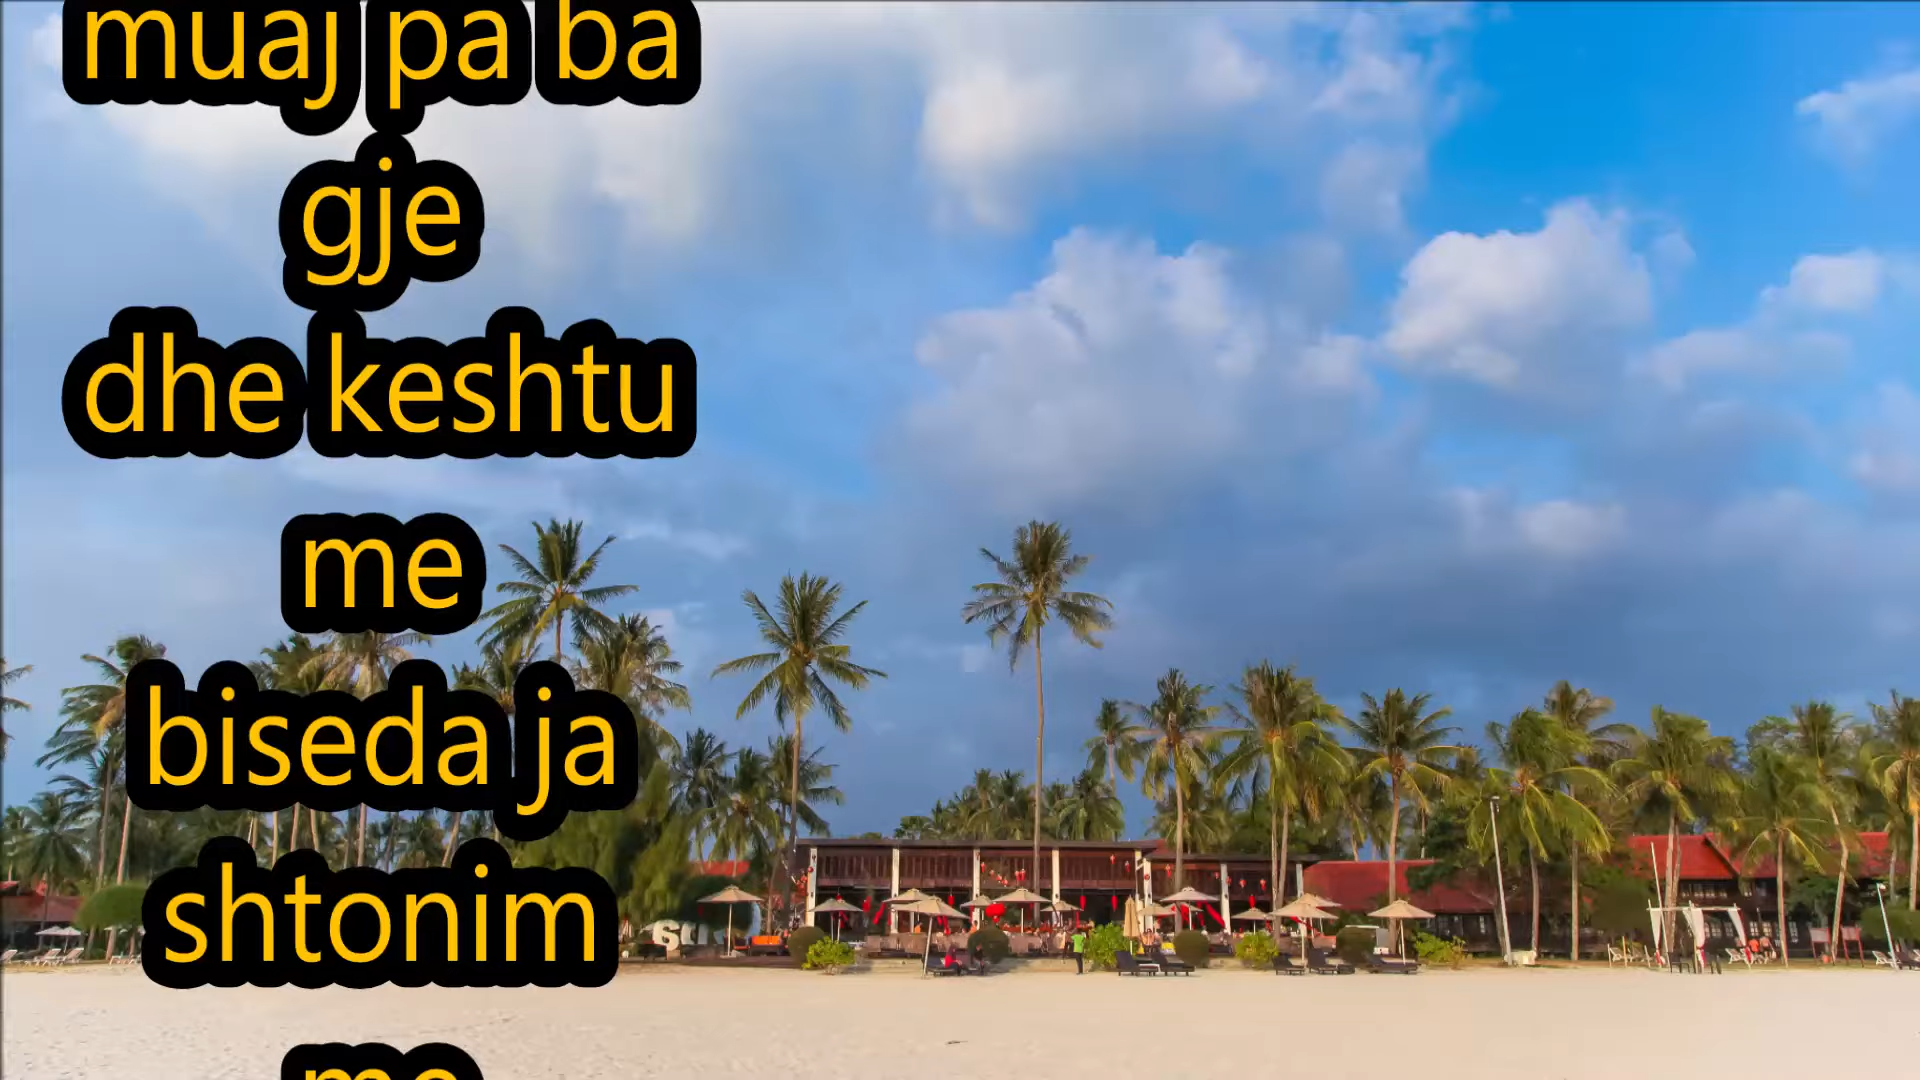 muaj pa ba
gje
dhe keshtu
me
biseda ja
shtonim
me